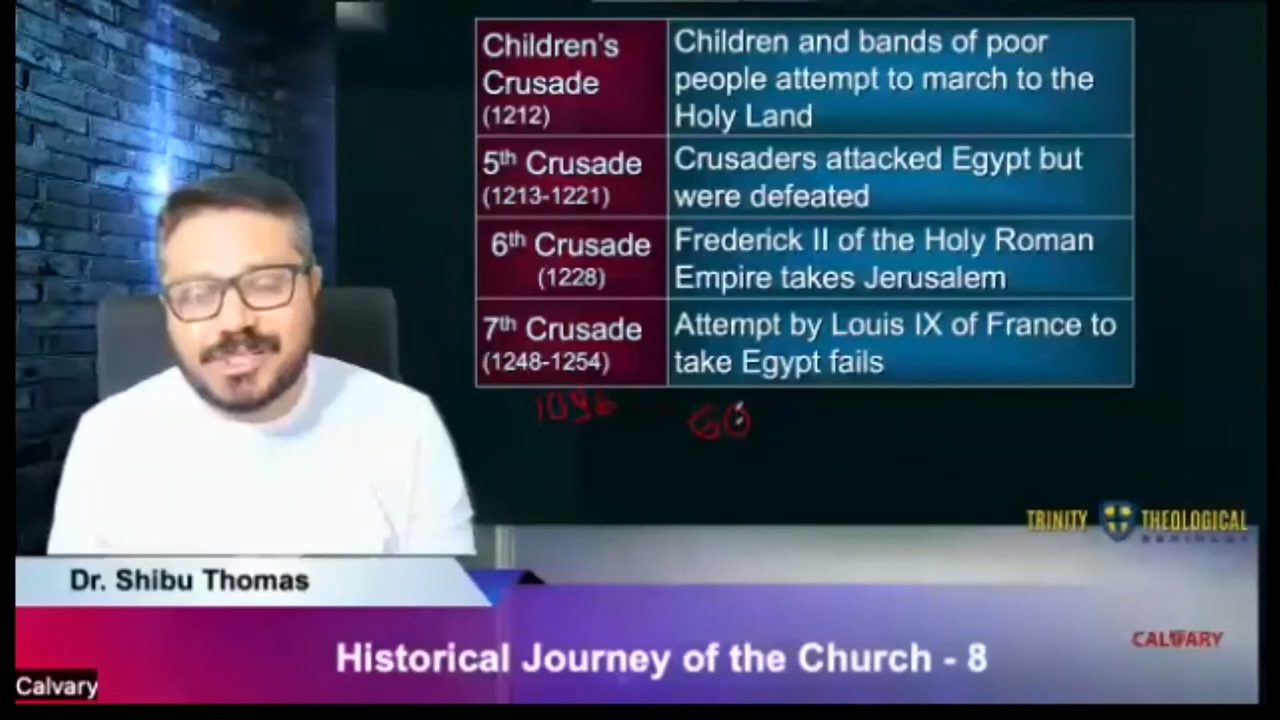 Children's
Crusade
(1212)
Children and bands of poor
people attempt to march to the
Holy Land
5th Crusade
(1213-1221)
Crusaders attacked Egypt but
were defeated
6th Crusade
(1228)
Frederick II of the Holy Roman
Empire takes Jerusalem
7th Crusade
(1248-1254)
Attempt by Louis IX of France to
take Egypt fails
1096
60
TRINITY THEOLOGICAL
SEMINARY
Dr. Shibu Thomas
CALVARY
Historical Journey of the Church - 8
Calvary